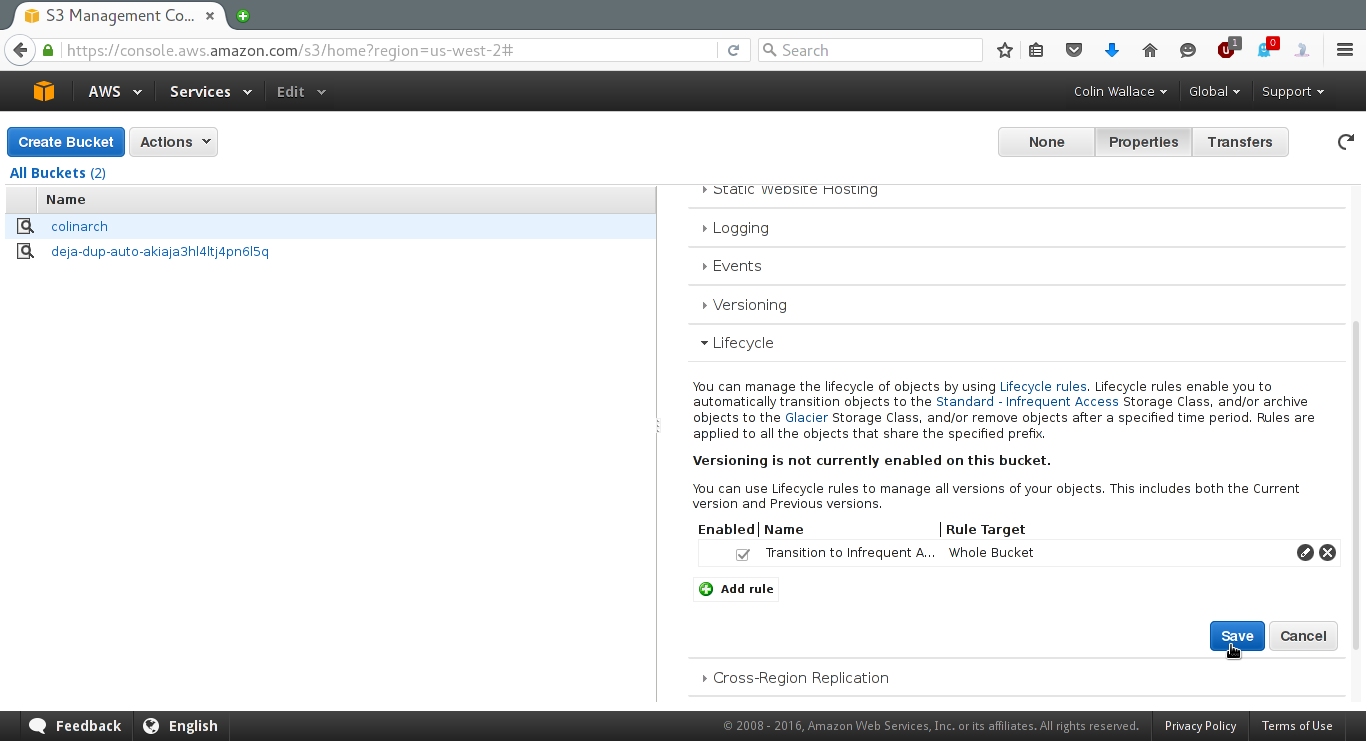 S3 Management Co...
https://console.aws.amazon.com/s3/home?region=us-west-2#
Search
1
0
AWS
Services
Edit
Colin Wallace
Global
Support
Create Bucket
Actions
None
Properties
Transfers
All Buckets (2)
Name
colinarch
deja-dup-auto-akiaja3hl4ltj4pn6l5q
Static Website Hosting
Logging
Events
Versioning
Lifecycle
You can manage the lifecycle of objects by using Lifecycle rules. Lifecycle rules enable you to
automatically transition objects to the Standard - Infrequent Access Storage Class, and/or archive
objects to the Glacier Storage Class, and/or remove objects after a specified time period. Rules are
applied to all the objects that share the specified prefix.
Versioning is not currently enabled on this bucket.
You can use Lifecycle rules to manage all versions of your objects. This includes both the Current
version and Previous versions.
Enabled Name Rule Target
Transition to Infrequent A... Whole Bucket
Add rule
Save
Cancel
Cross-Region Replication
Feedback
English
© 2008 - 2016, Amazon Web Services, Inc. or its affiliates. All rights reserved.
Privacy Policy
Terms of Use